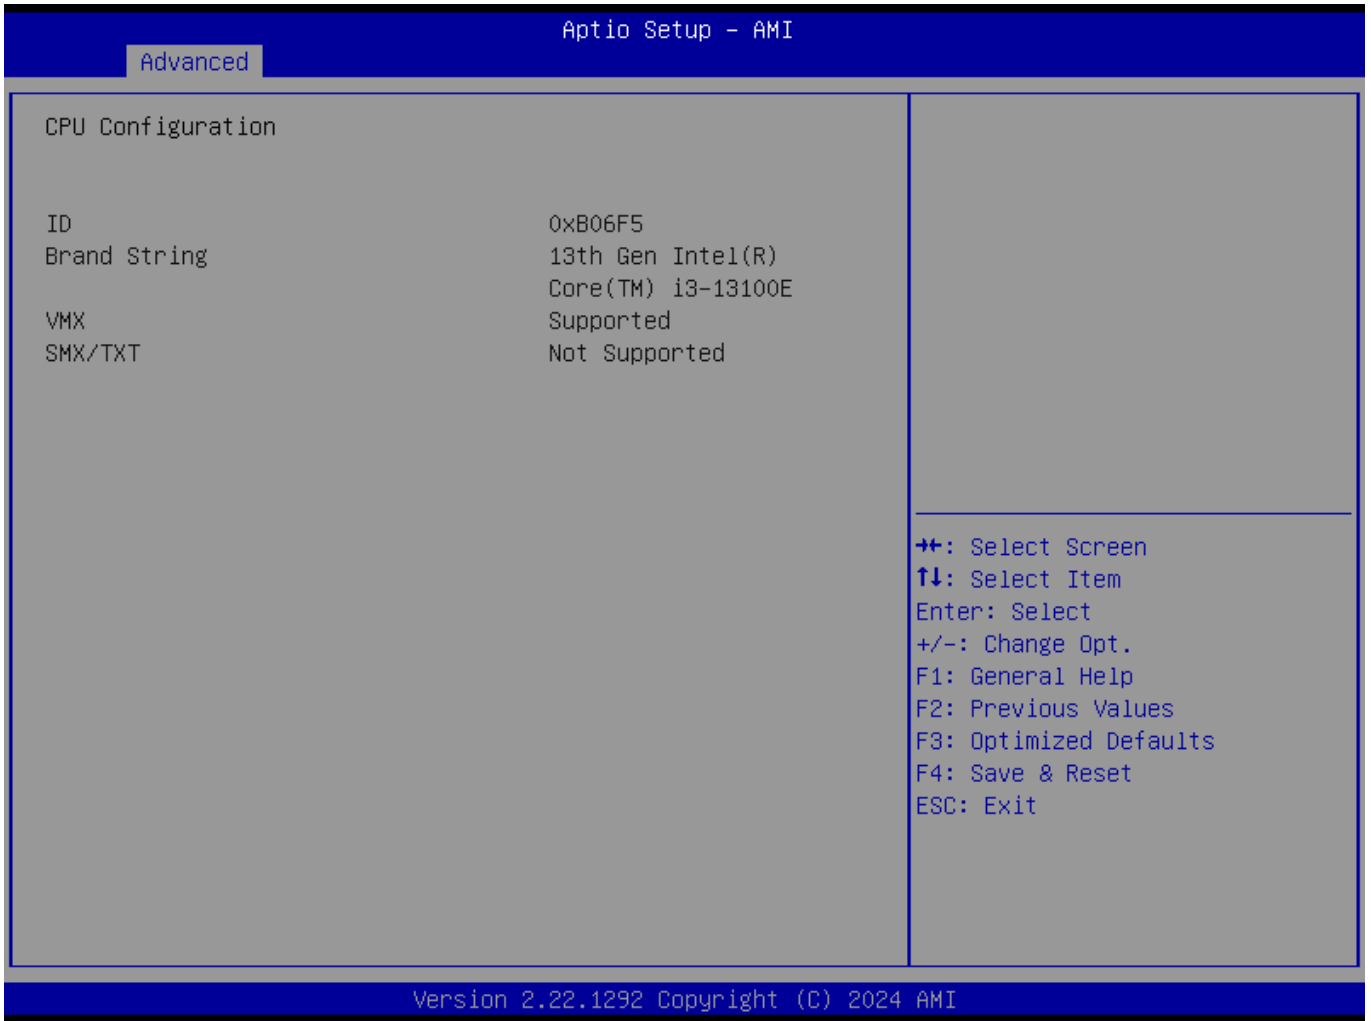 Aptio Setup – AMI
Advanced
CPU Configuration
ID 0xB06F5
Brand String 13th Gen Intel(R)
Core(TM) i3-13100E
VMX Supported
SMX/TXT Not Supported
→←: Select Screen
↑↓: Select Item
Enter: Select
+/-: Change Opt.
F1: General Help
F2: Previous Values
F3: Optimized Defaults
F4: Save & Reset
ESC: Exit
Version 2.22.1292 Copyright (C) 2024 AMI